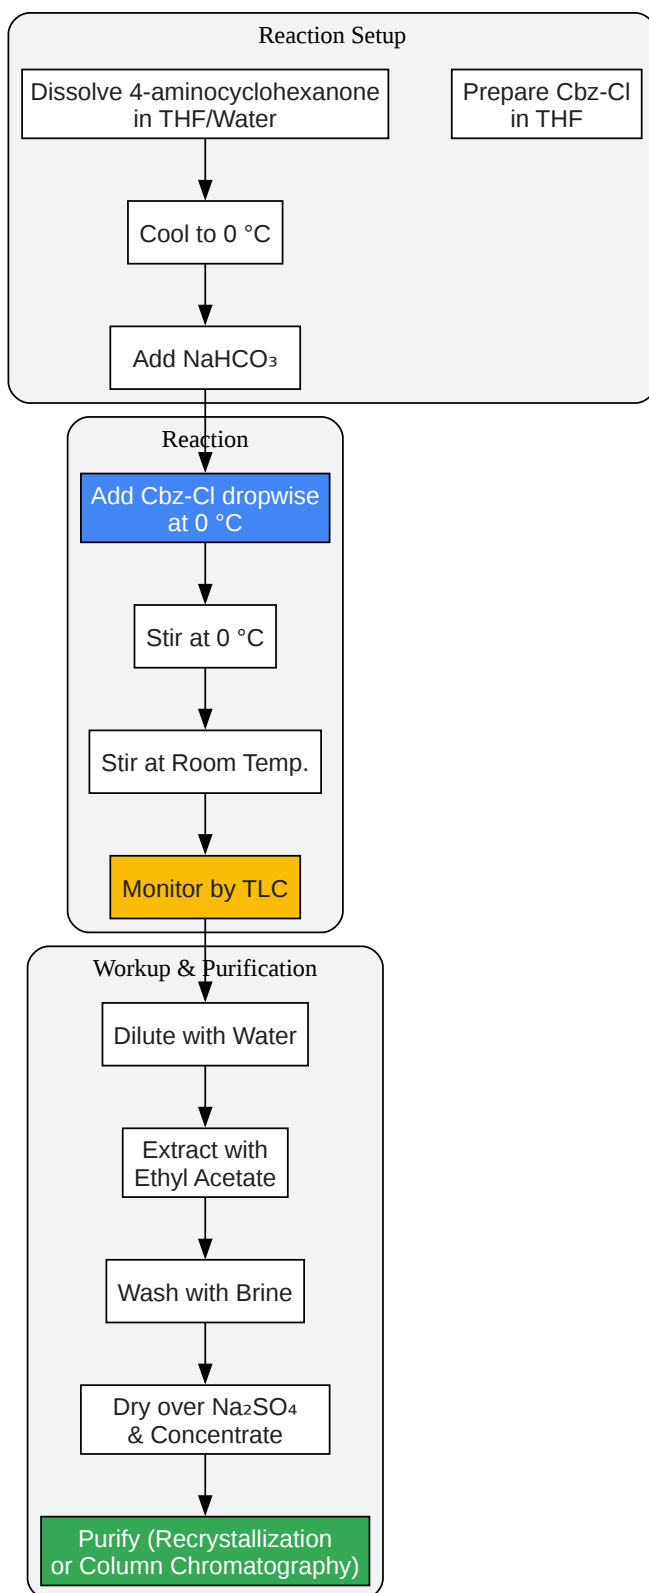 Reaction Setup
Dissolve 4-aminocyclohexanone
in THF/Water
Prepare Cbz-Cl
in THF
Cool to 0 °C
Add NaHCO₃
Reaction
Add Cbz-Cl dropwise
at 0 °C
Stir at 0 °C
Stir at Room Temp.
Monitor by TLC
Workup & Purification
Dilute with Water
Extract with
Ethyl Acetate
Wash with Brine
Dry over Na₂SO₄
& Concentrate
Purify (Recrystallization
or Column Chromatography)